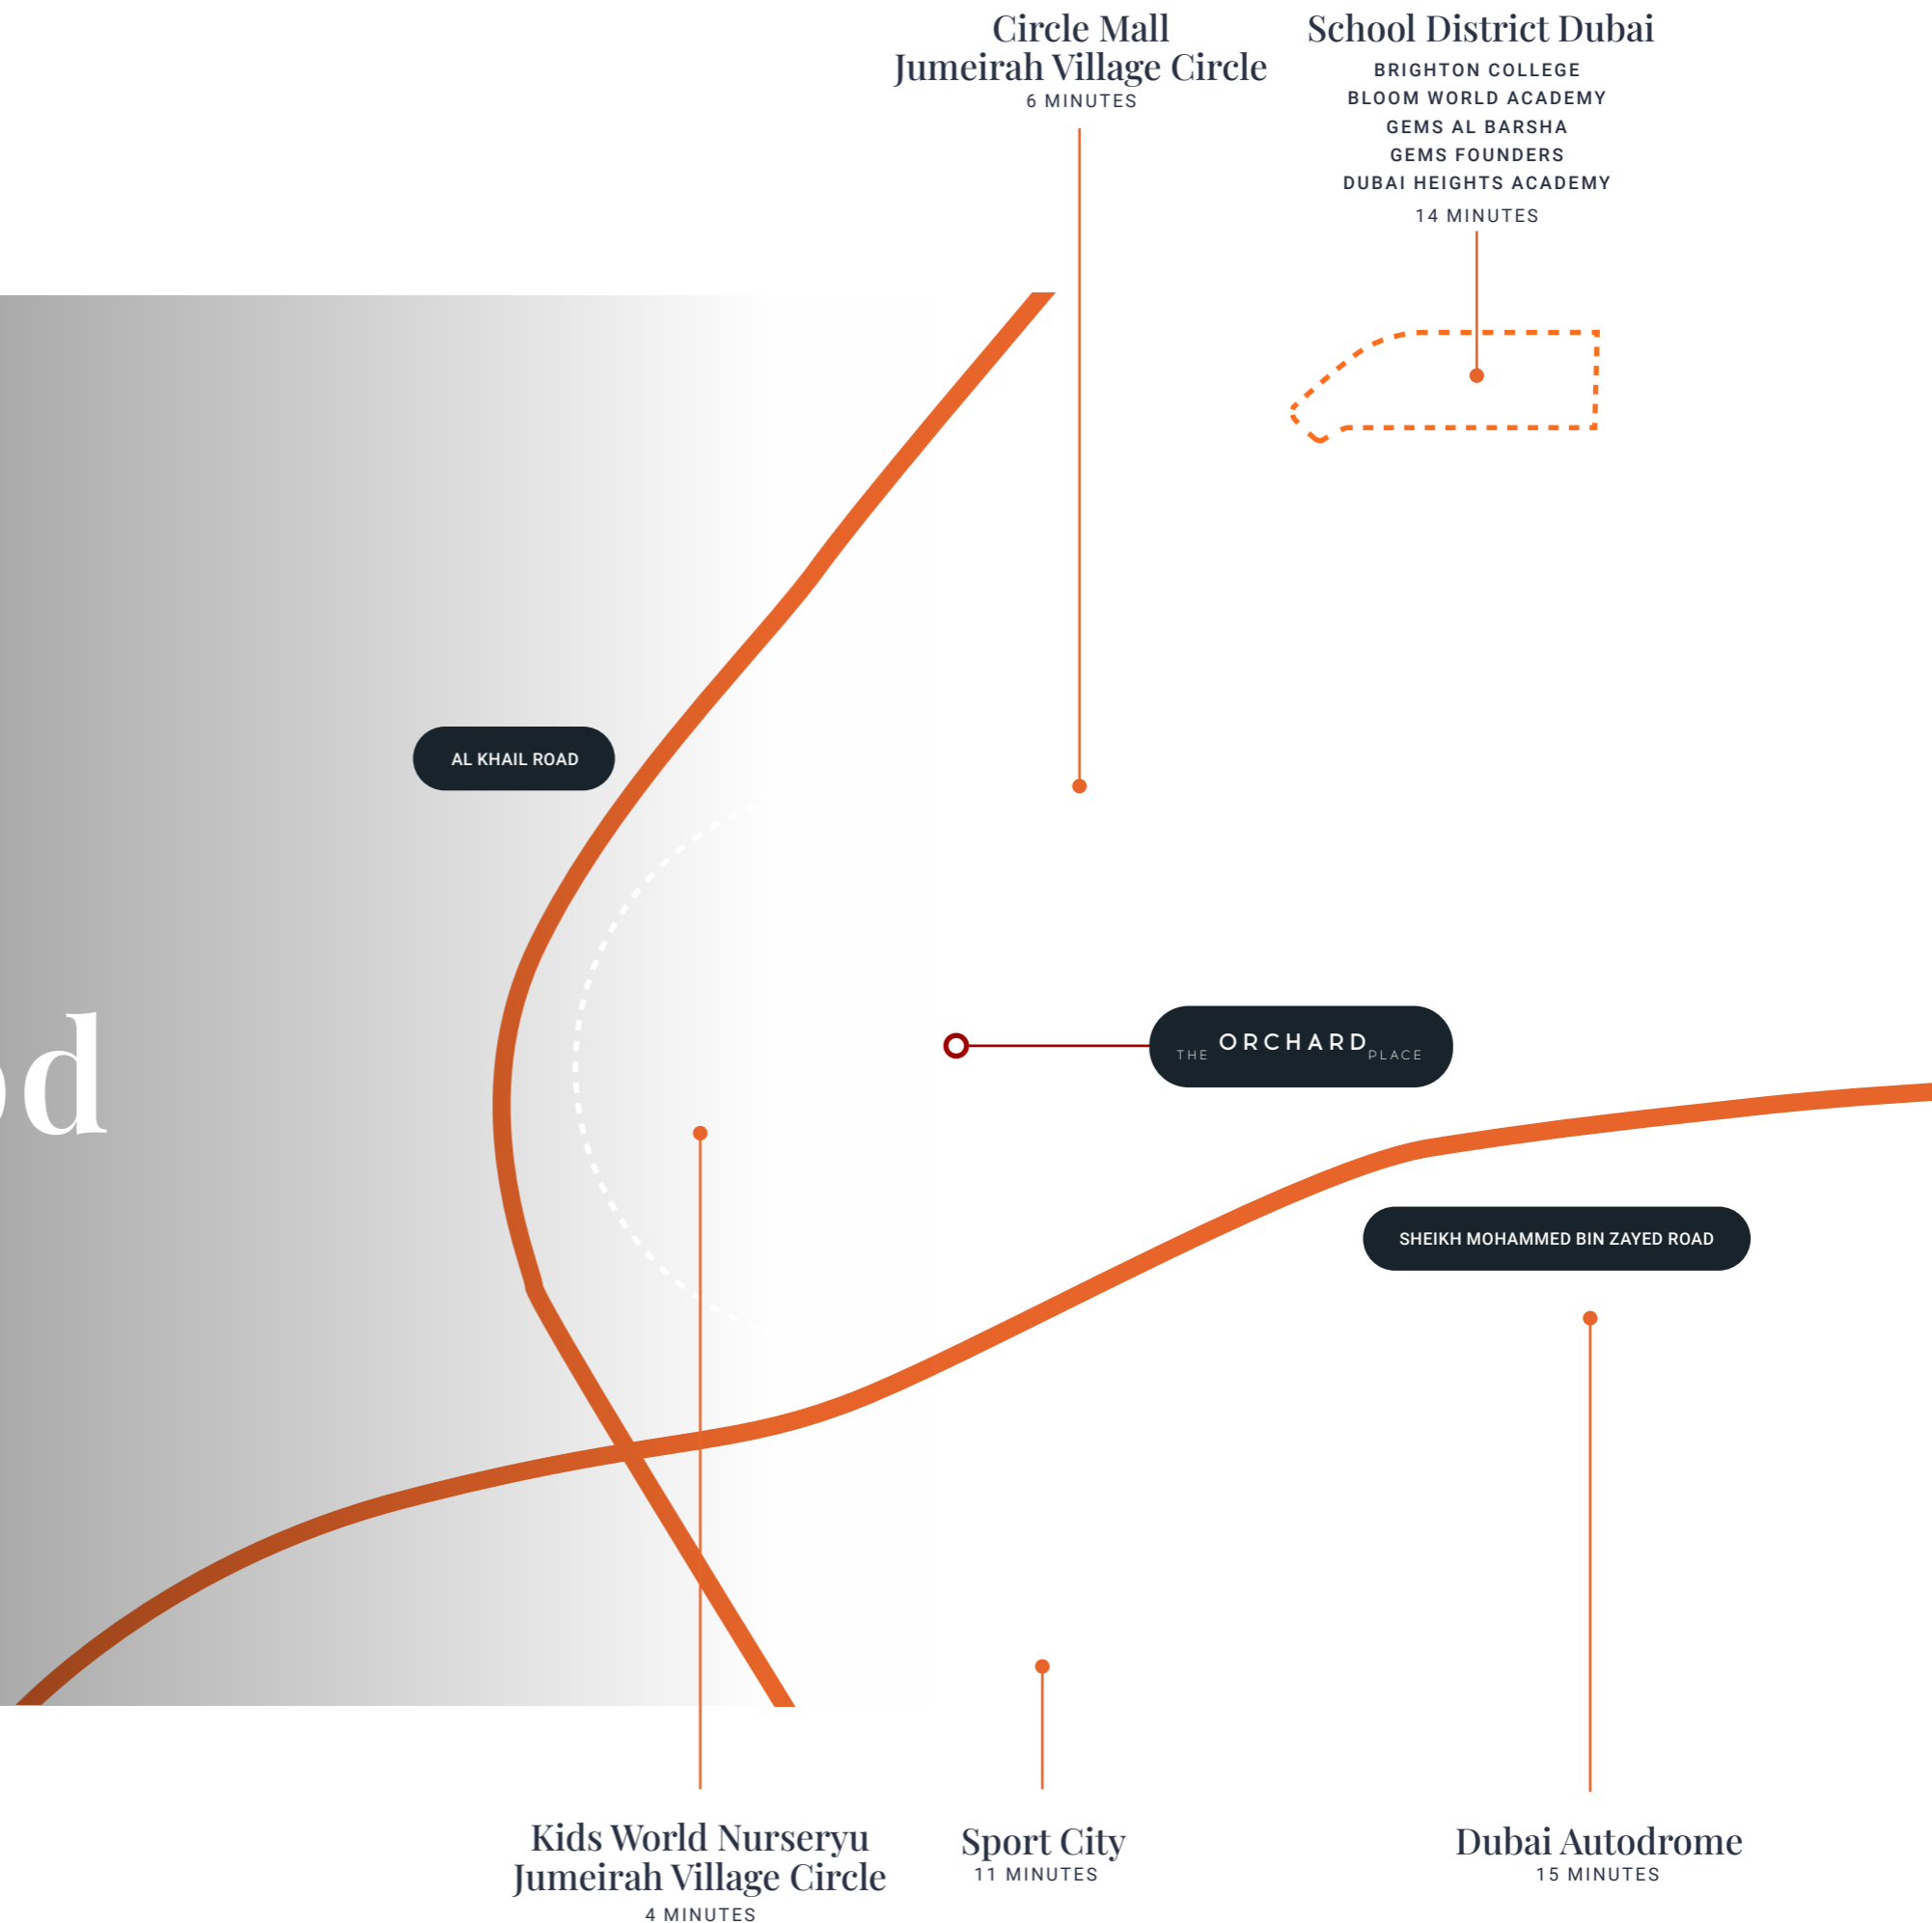 Circle Mall
Jumeirah Village Circle
6 MINUTES
School District Dubai
BRIGHTON COLLEGE
BLOOM WORLD ACADEMY
GEMS AL BARSHA
GEMS FOUNDERS
DUBAI HEIGHTS ACADEMY
14 MINUTES
AL KHAIL ROAD
THE ORCHARD PLACE
SHEIKH MOHAMMED BIN ZAYED ROAD
Kids World Nurseryu
Jumeirah Village Circle
4 MINUTES
Sport City
11 MINUTES
Dubai Autodrome
15 MINUTES